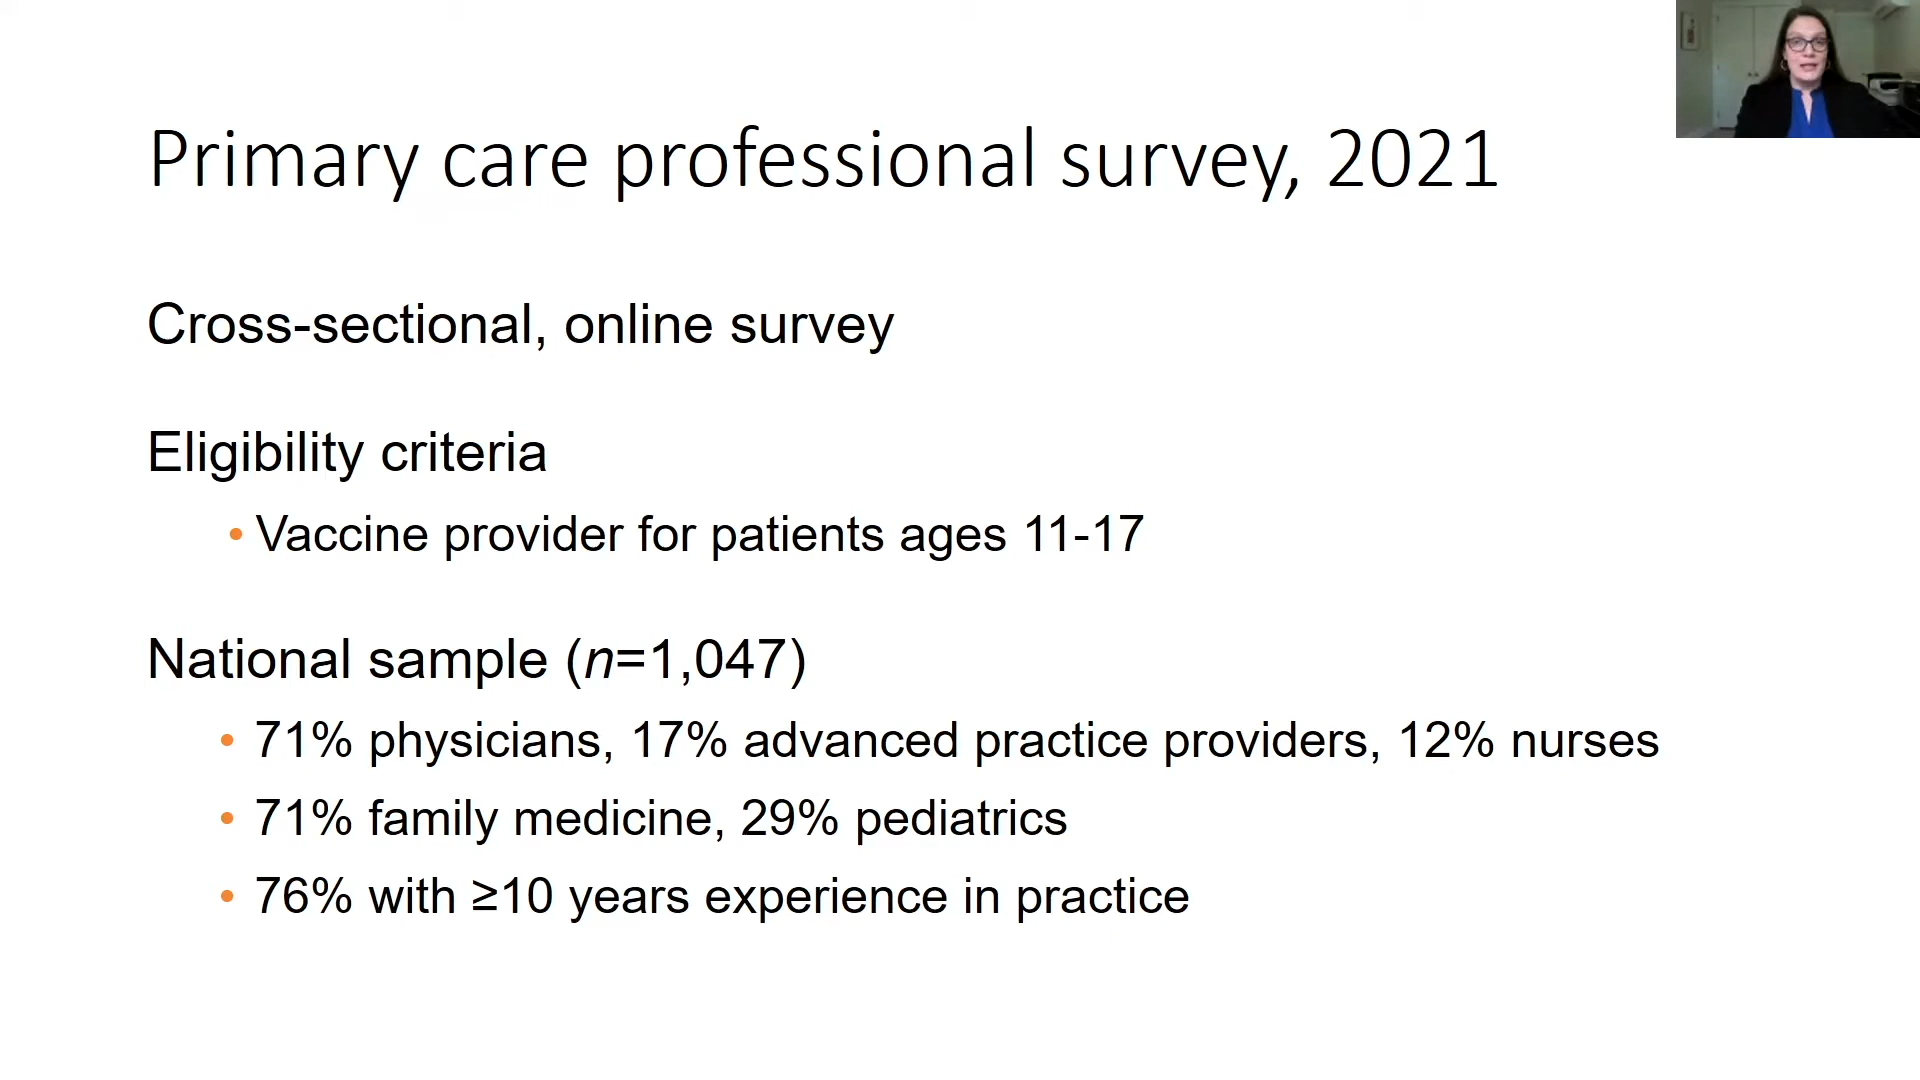 Primary care professional survey, 2021
Cross-sectional, online survey
Eligibility criteria
• Vaccine provider for patients ages 11-17
National sample (n=1,047)
• 71% physicians, 17% advanced practice providers, 12% nurses
• 71% family medicine, 29% pediatrics
• 76% with ≥10 years experience in practice